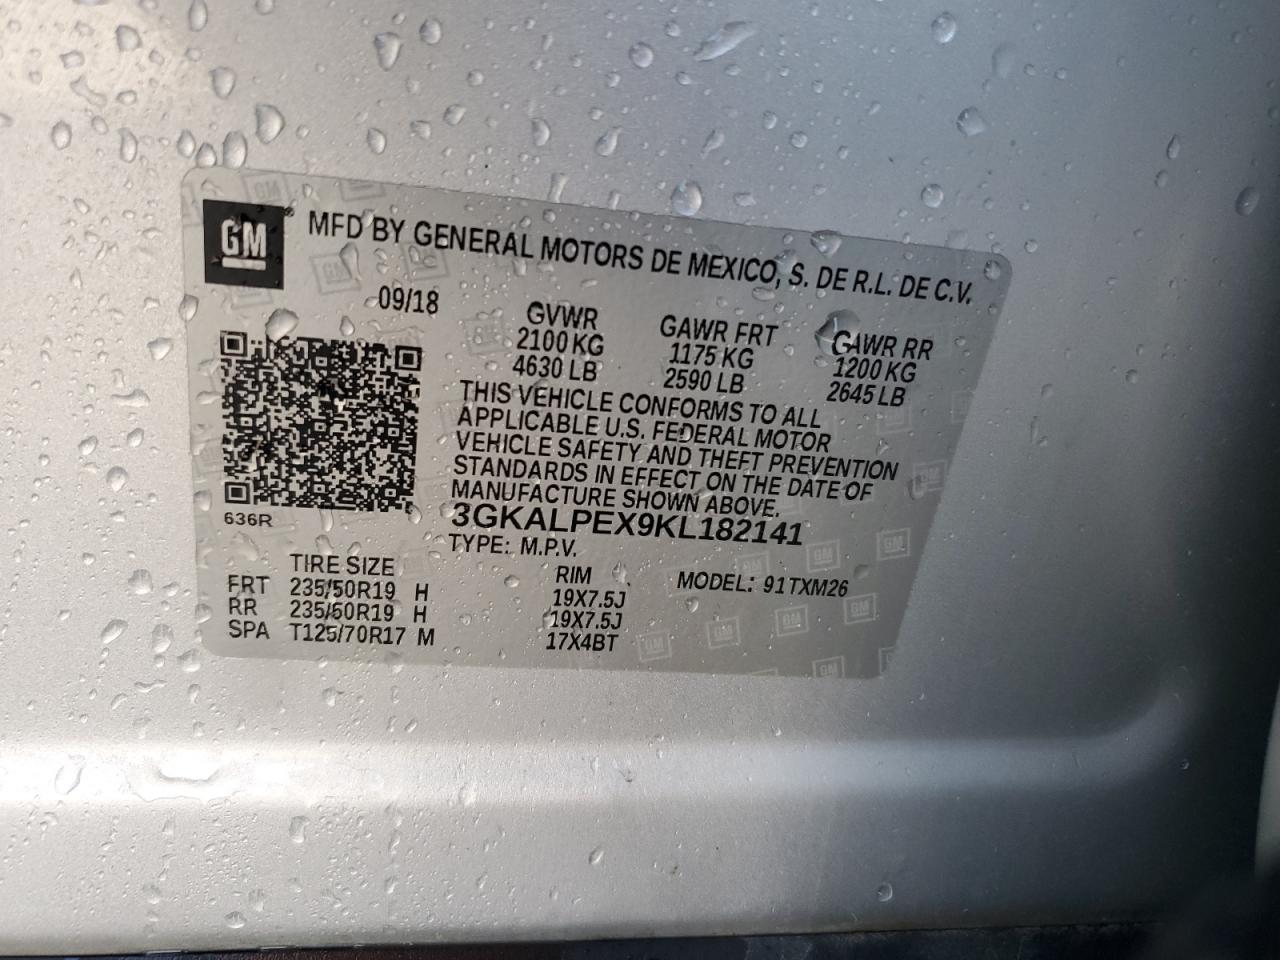 GM® MFD BY GENERAL MOTORS DE MEXICO, S. DE R.L. DE C.V.
09/18
GVWR GAWR FRT GAWR RR
2100 KG 1175 KG 1200 KG
4630 LB 2590 LB 2645 LB
THIS VEHICLE CONFORMS TO ALL
APPLICABLE U.S. FEDERAL MOTOR
VEHICLE SAFETY AND THEFT PREVENTION
STANDARDS IN EFFECT ON THE DATE OF
MANUFACTURE SHOWN ABOVE.
636R 3GKALPEX9KL182141
TYPE: M.P.V.
TIRE SIZE RIM MODEL: 91TXM26
FRT 235/50R19 H 19X7.5J
RR 235/50R19 H 19X7.5J
SPA T125/70R17 M 17X4BT